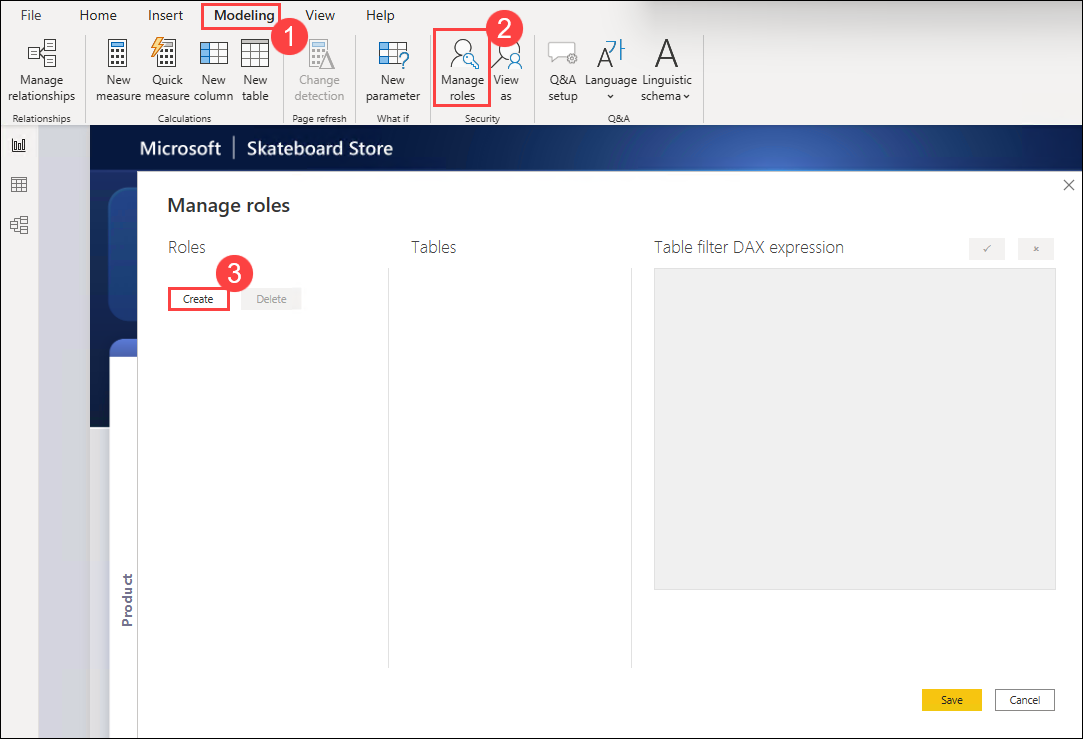 File Home Insert Modeling View Help
1
2
Manage relationships
New measure
Quick measure
New column
New table
Change detection
New parameter
Manage roles
View as
Q&A setup
Language
Linguistic schema
Relationships
Calculations
Page refresh
What if
Security
Q&A
Microsoft | Skateboard Store
Manage roles
Roles
Tables
Table filter DAX expression
3
Create
Delete
Product
Save
Cancel